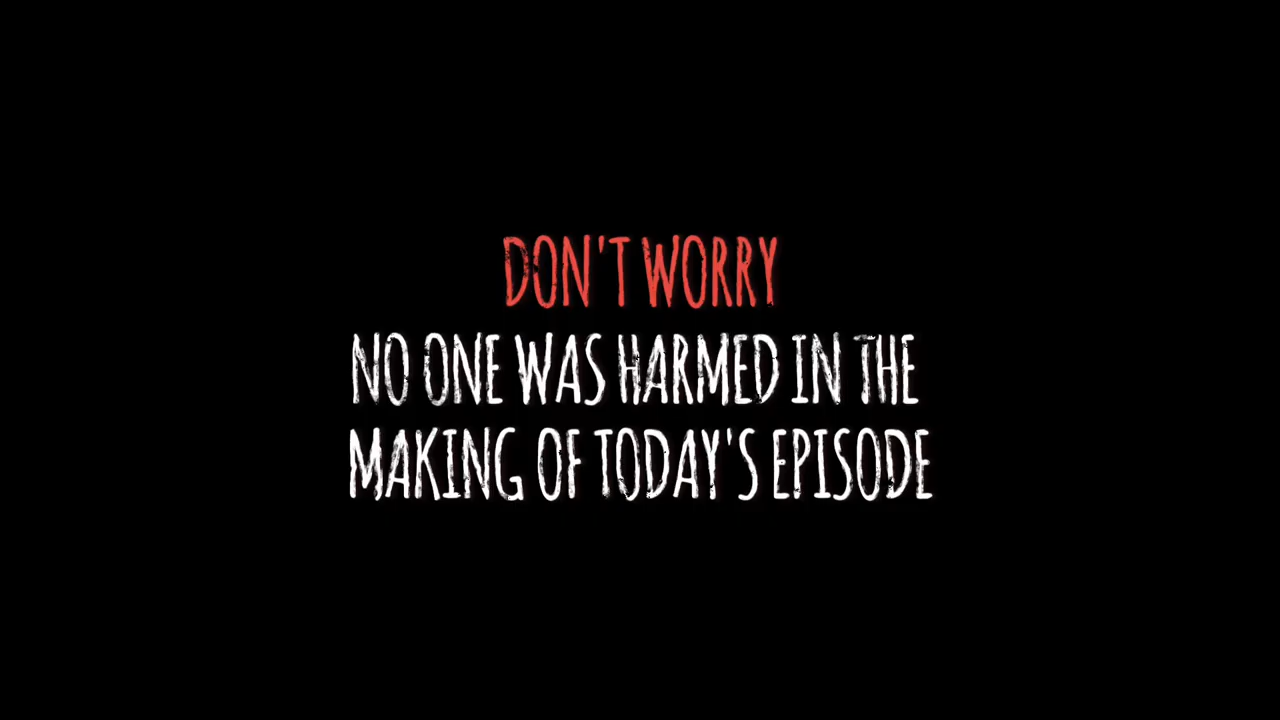 DON'T WORRY
NO ONE WAS HARMED IN THE
MAKING OF TODAY'S EPISODE